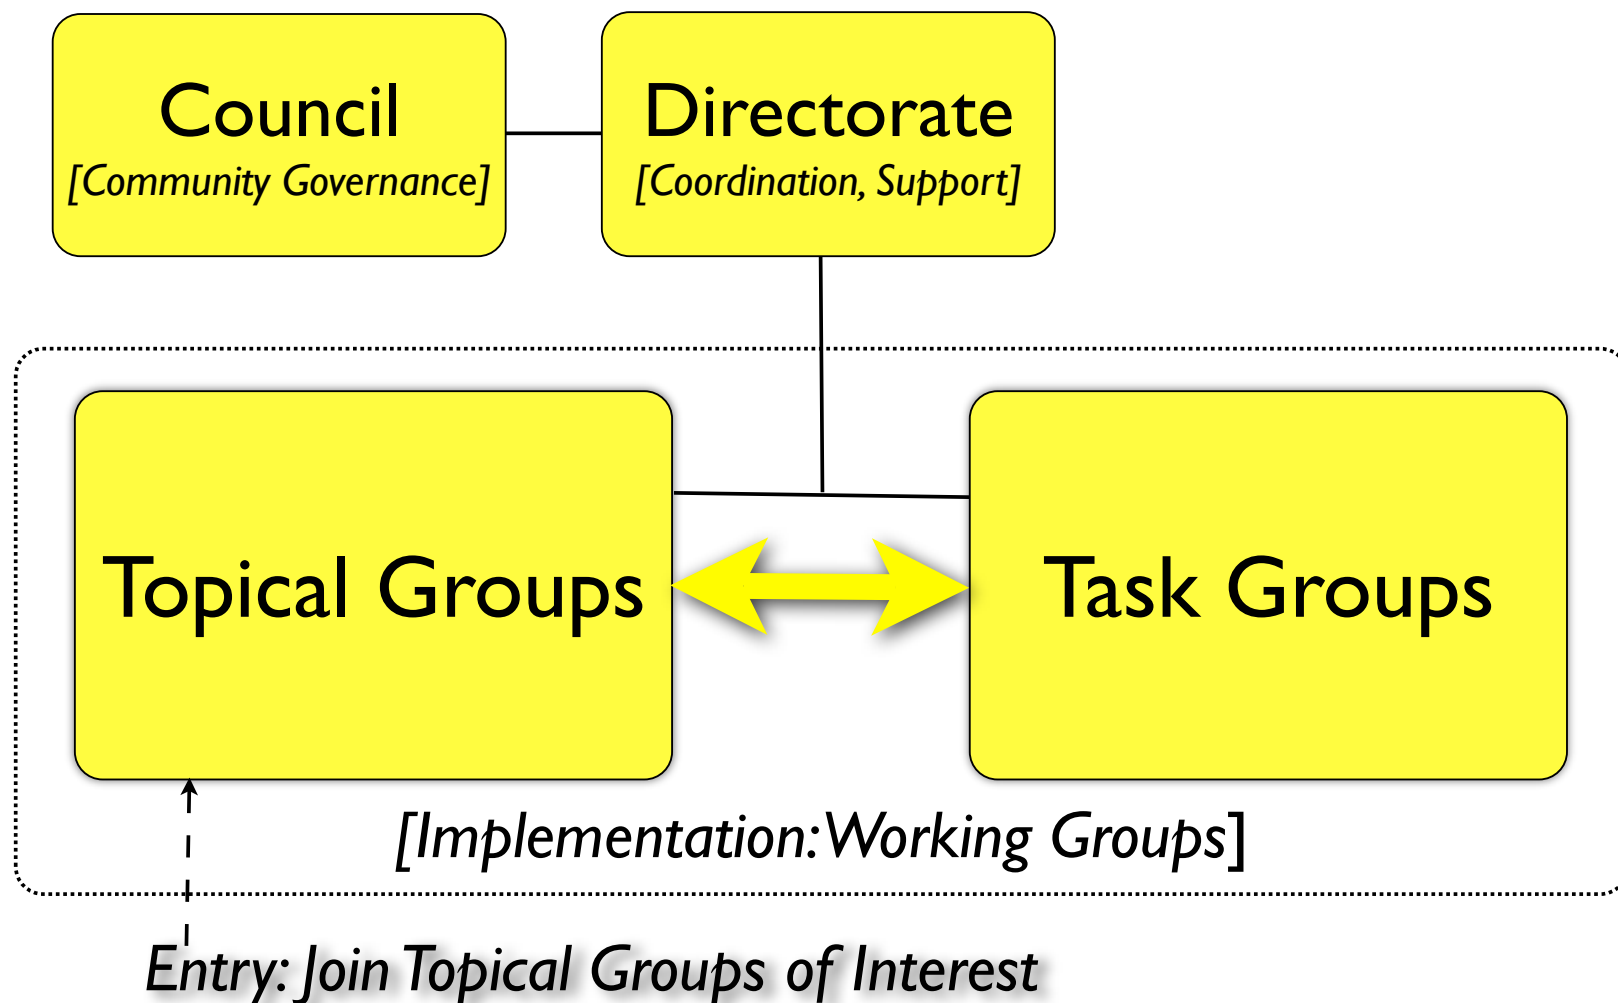 Council
[Community Governance]
Directorate
[Coordination, Support]
Topical Groups
Task Groups
[Implementation: Working Groups]
Entry: Join Topical Groups of Interest